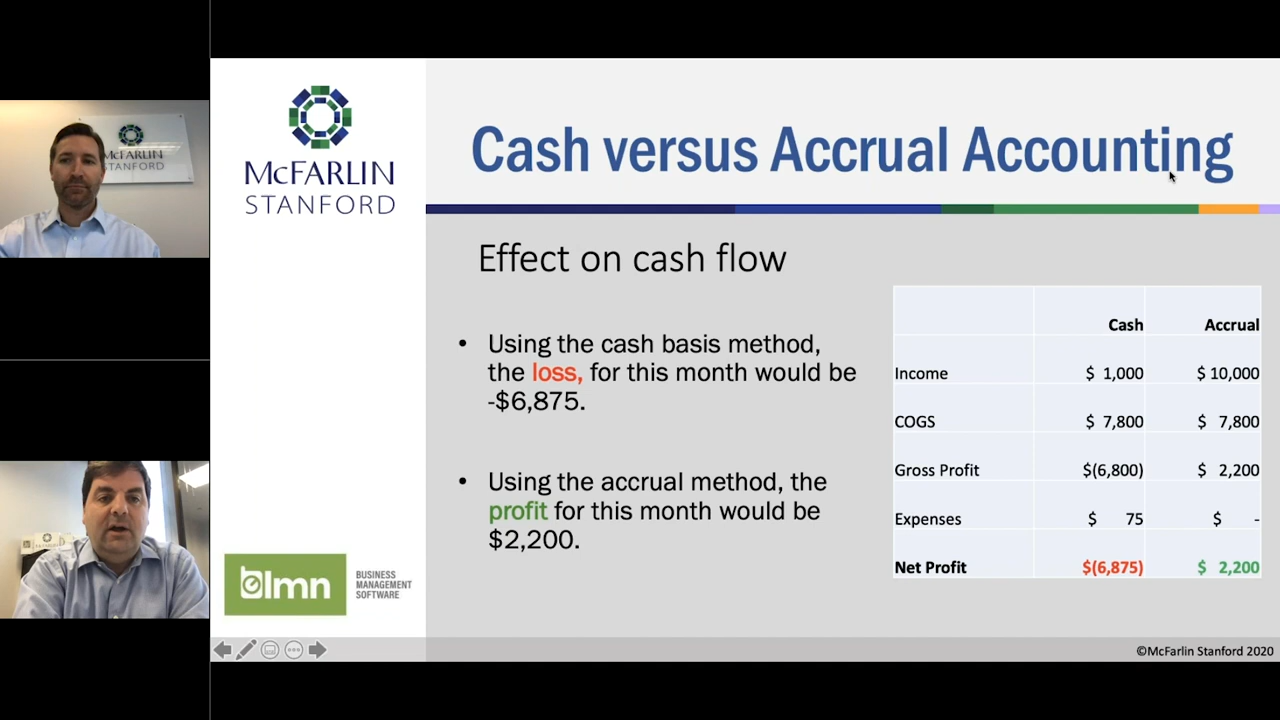 McFARLIN
STANFORD
McFARLIN
STANFORD
Cash versus Accrual Accounting
Effect on cash flow
• Using the cash basis method,
the loss, for this month would be
-$6,875.
• Using the accrual method, the
profit for this month would be
$2,200.
Cash Accrual
Income $ 1,000 $ 10,000
COGS $ 7,800 $ 7,800
Gross Profit $(6,800) $ 2,200
Expenses $ 75 $ -
Net Profit $(6,875) $ 2,200
lmn BUSINESS
MANAGEMENT
SOFTWARE
©McFarlin Stanford 2020